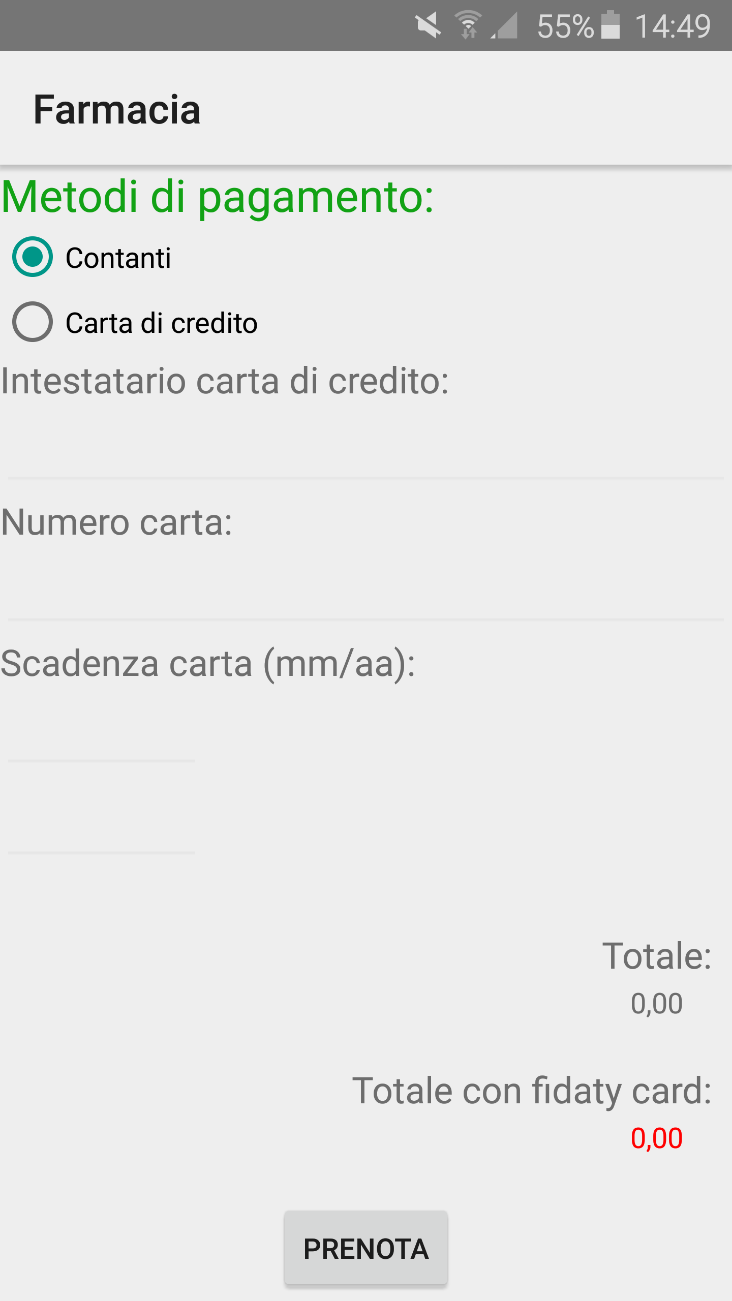 55% 14:49
Farmacia
Metodi di pagamento:
Contanti
Carta di credito
Intestatario carta di credito:
Numero carta:
Scadenza carta (mm/aa):
Totale:
0,00
Totale con fidaty card:
0,00
PRENOTA